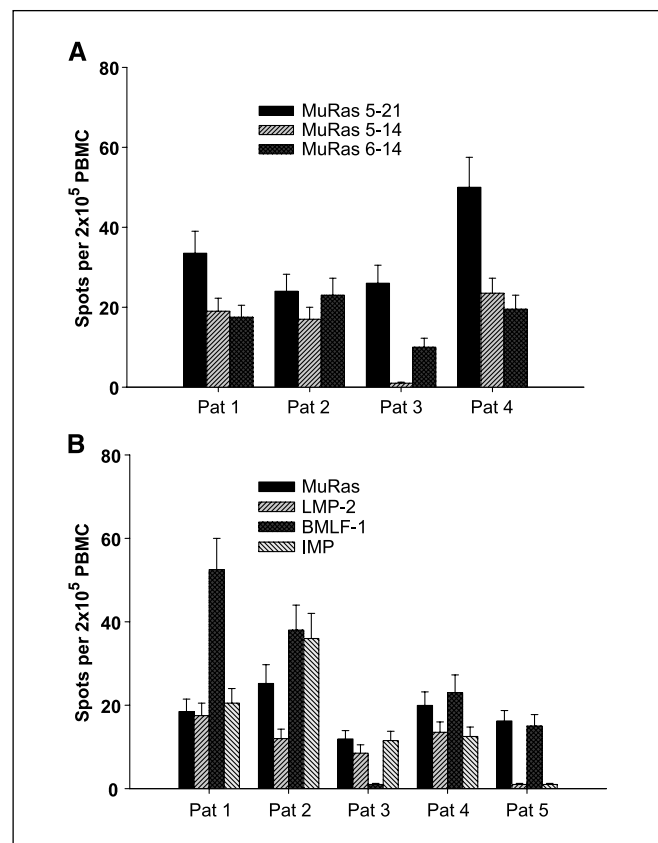 A
80
60
40
20
0
Spots per 2x10⁵ PBMC
MuRas 5-21
MuRas 5-14
MuRas 6-14
Pat 1 Pat 2 Pat 3 Pat 4
B
80
60
40
20
0
Spots per 2x10⁵ PBMC
MuRas
LMP-2
BMLF-1
IMP
Pat 1 Pat 2 Pat 3 Pat 4 Pat 5